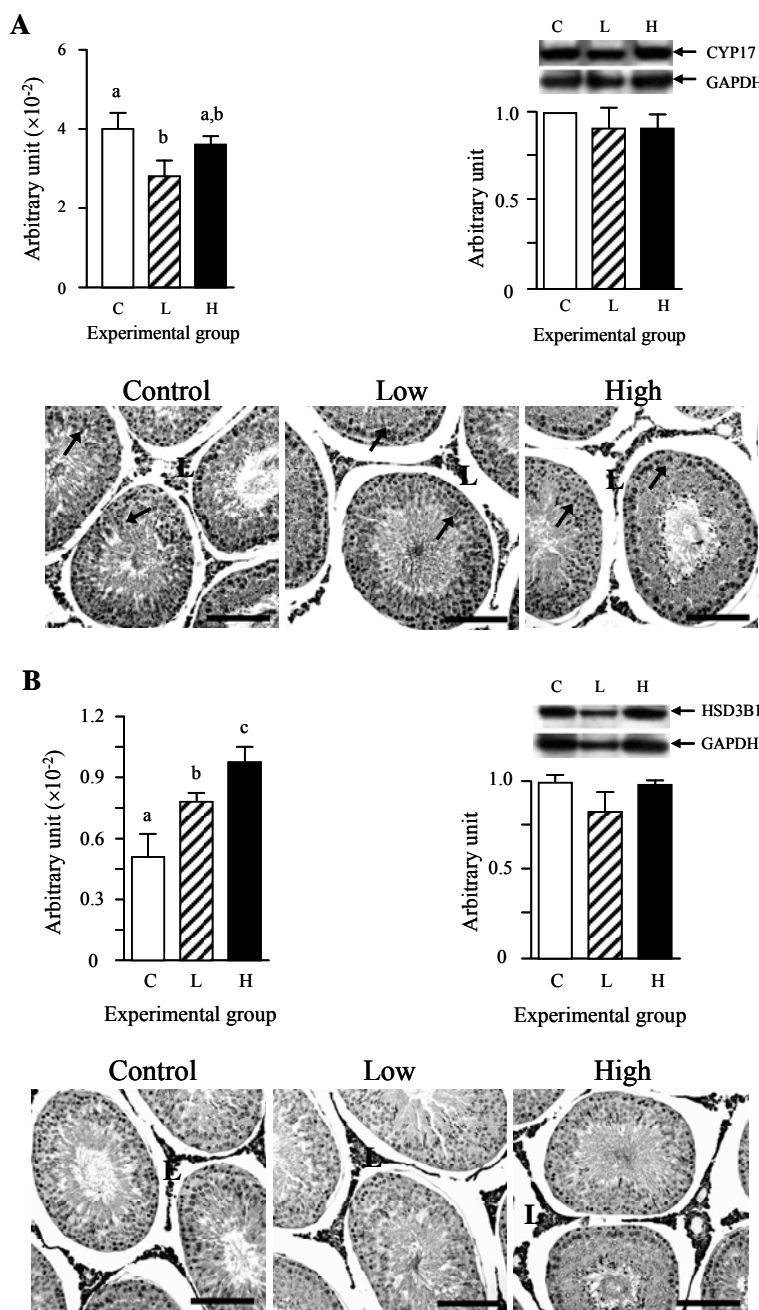 A
6
4
2
0
Arbitrary unit (×10-2)
a
b
a,b
C L H
Experimental group
C L H
CYP17
GAPDH
1.0
0.5
0
Arbitrary unit
C L H
Experimental group
Control Low High
L
L
L
B
1.2
0.9
0.6
0.3
0
Arbitrary unit (×10-2)
a
b
c
C L H
Experimental group
C L H
HSD3B1
GAPDH
1.0
0.5
0
Arbitrary unit
C L H
Experimental group
Control Low High
L
L
L